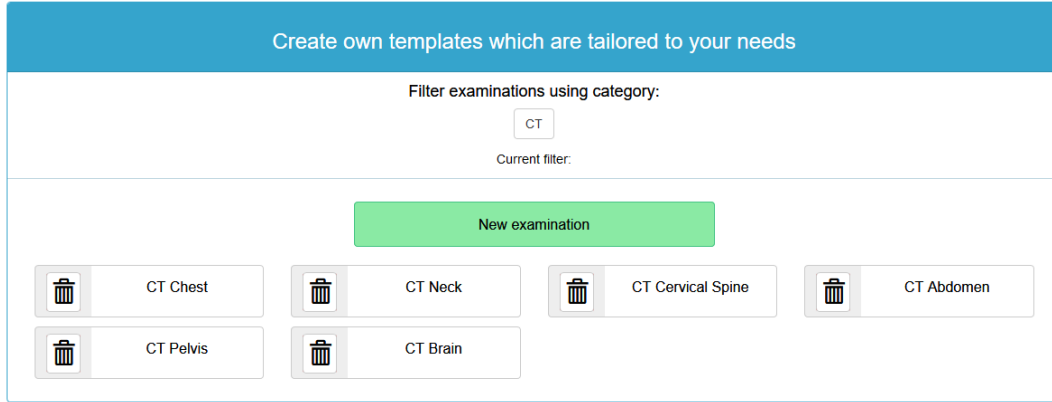 Create own templates which are tailored to your needs
Filter examinations using category:
CT
Current filter:
New examination
CT Chest
CT Neck
CT Cervical Spine
CT Abdomen
CT Pelvis
CT Brain